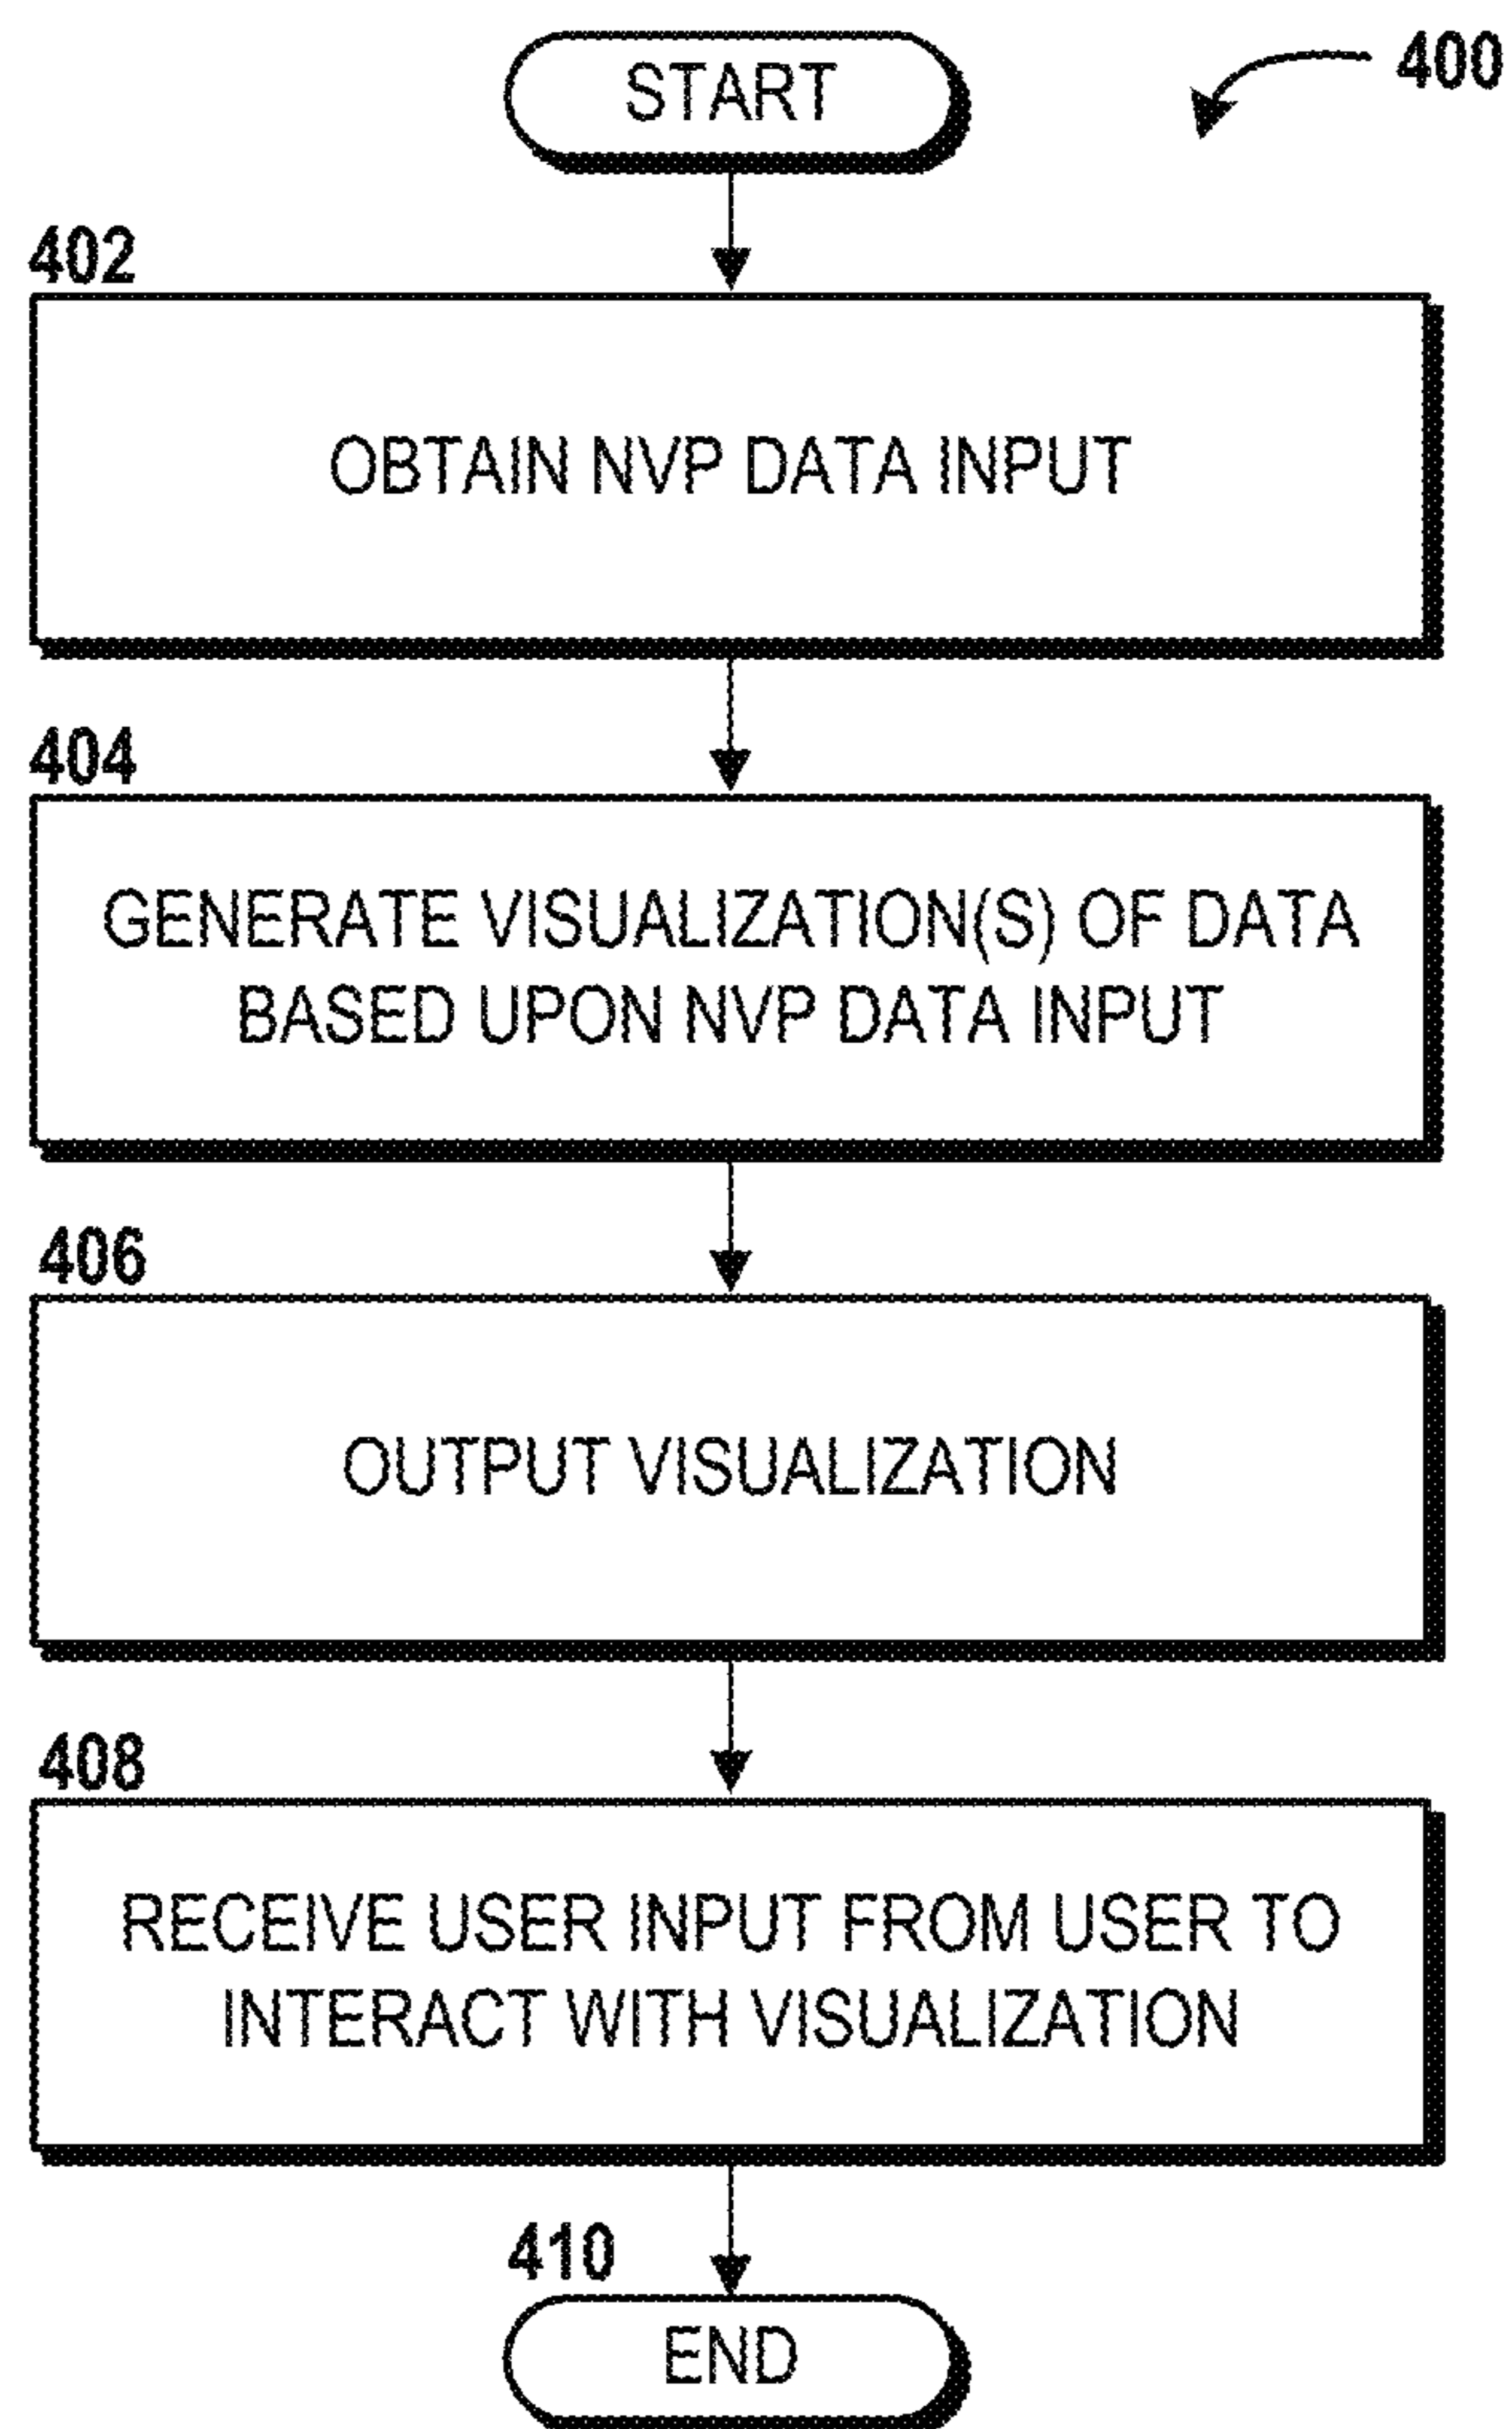 START
400
402
OBTAIN NVP DATA INPUT
404
GENERATE VISUALIZATION(S) OF DATA
BASED UPON NVP DATA INPUT
406
OUTPUT VISUALIZATION
408
RECEIVE USER INPUT FROM USER TO
INTERACT WITH VISUALIZATION
410
END